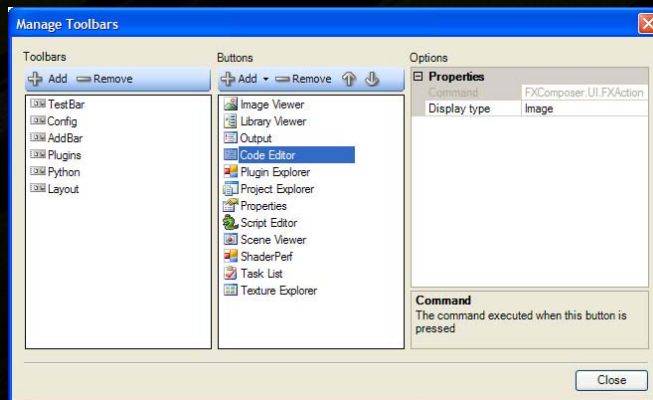 Manage Toolbars
Toolbars
Add Remove
TestBar
Config
AddBar
Plugins
Python
Layout
Buttons
Add Remove
Image Viewer
Library Viewer
Output
Code Editor
Plugin Explorer
Project Explorer
Properties
Script Editor
Scene Viewer
ShaderPerf
Task List
Texture Explorer
Options
Properties
Command FXComposer.UI.FXAction
Display type Image
Command
The command executed when this button is
pressed
Close